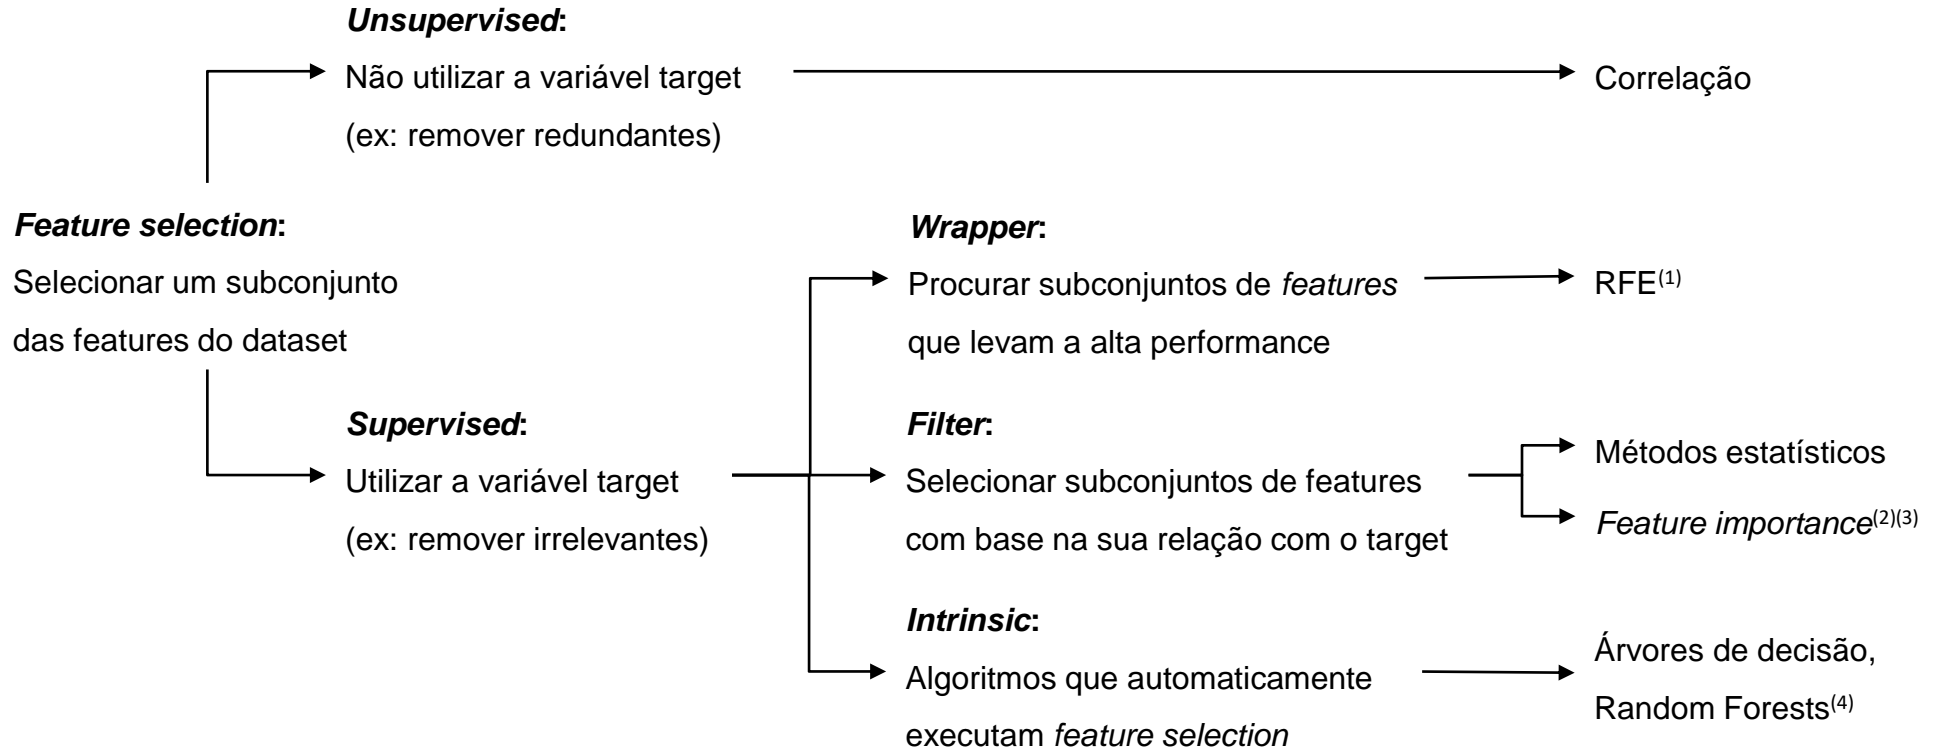 Unsupervised:
Não utilizar a variável target
(ex: remover redundantes)
Correlação
Feature selection:
Selecionar um subconjunto
das features do dataset
Wrapper:
Procurar subconjuntos de features
que levam a alta performance
RFE(1)
Supervised:
Utilizar a variável target
(ex: remover irrelevantes)
Filter:
Selecionar subconjuntos de features
com base na sua relação com o target
Métodos estatísticos
Feature importance(2)(3)
Intrinsic:
Algoritmos que automaticamente
executam feature selection
Árvores de decisão,
Random Forests(4)